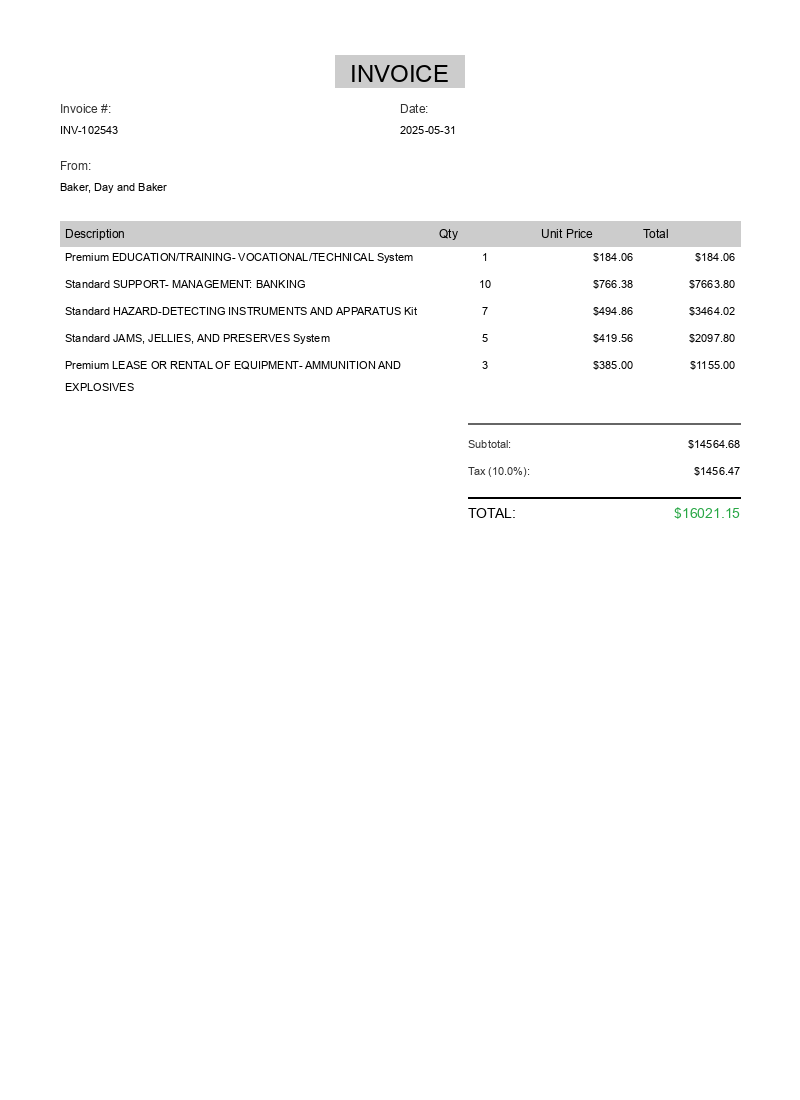 INVOICE
Invoice #: Date:
INV-102543 2025-05-31
From:
Baker, Day and Baker
Description Qty Unit Price Total
Premium EDUCATION/TRAINING- VOCATIONAL/TECHNICAL System 1 $184.06 $184.06
Standard SUPPORT- MANAGEMENT: BANKING 10 $766.38 $7663.80
Standard HAZARD-DETECTING INSTRUMENTS AND APPARATUS Kit 7 $494.86 $3464.02
Standard JAMS, JELLIES, AND PRESERVES System 5 $419.56 $2097.80
Premium LEASE OR RENTAL OF EQUIPMENT- AMMUNITION AND 3 $385.00 $1155.00
EXPLOSIVES
Subtotal: $14564.68
Tax (10.0%): $1456.47
TOTAL: $16021.15